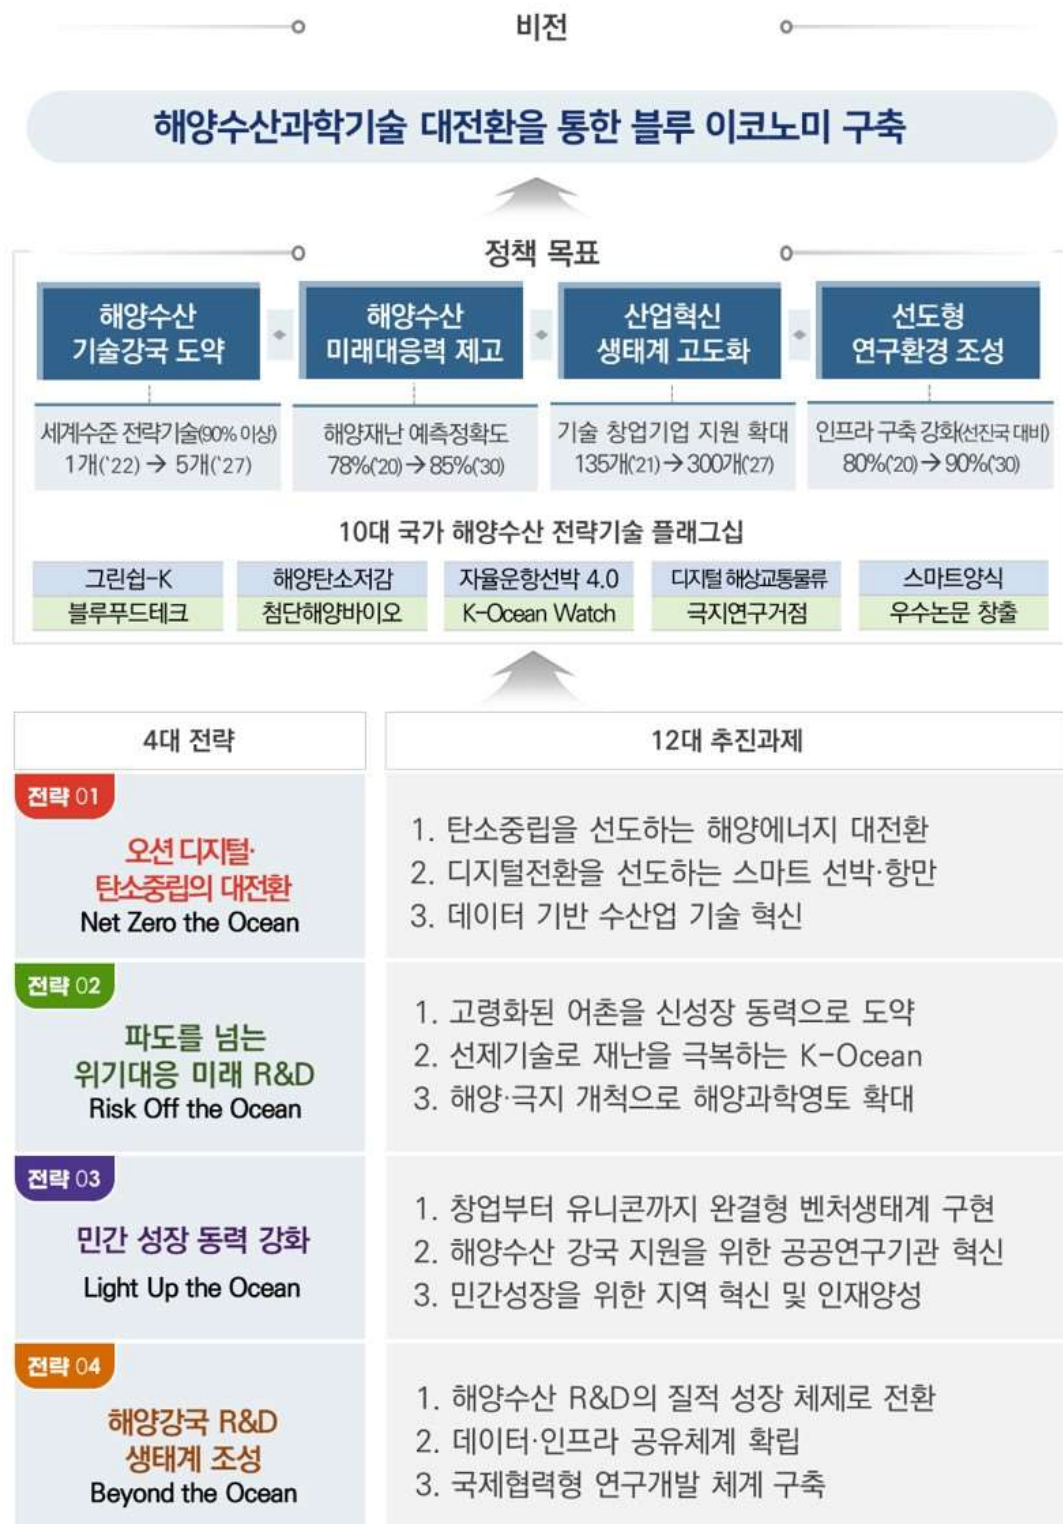 비전
해양수산과학기술 대전환을 통한 블루 이코노미 구축
정책 목표
해양수산
기술강국 도약
해양수산
미래대응력 제고
산업혁신
생태계 고도화
선도형
연구환경 조성
세계수준 전략기술(90% 이상)
1개(‘22) → 5개(‘27)
해양재난 예측정확도
78%(‘20) → 85%(‘30)
기술 창업기업 지원 확대
135개(‘21) → 300개(‘27)
인프라 구축 강화(선진국 대비)
80%(‘20) → 90%(‘30)
10대 국가 해양수산 전략기술 플래그십
그린쉽-K
해양탄소저감
자율운항선박 4.0
디지털 해상교통물류
스마트양식
블루푸드테크
첨단해양바이오
K-Ocean Watch
극지연구거점
우수논문 창출
4대 전략
12대 추진과제
전략 01
오션 디지털·
탄소중립의 대전환
Net Zero the Ocean
1. 탄소중립을 선도하는 해양에너지 대전환
2. 디지털전환을 선도하는 스마트 선박·항만
3. 데이터 기반 수산업 기술 혁신
전략 02
파도를 넘는
위기대응 미래 R&D
Risk Off the Ocean
1. 고령화된 어촌을 신성장 동력으로 도약
2. 선제기술로 재난을 극복하는 K-Ocean
3. 해양·극지 개척으로 해양과학영토 확대
전략 03
민간 성장 동력 강화
Light Up the Ocean
1. 창업부터 유니콘까지 완결형 벤처생태계 구현
2. 해양수산 강국 지원을 위한 공공연구기관 혁신
3. 민간성장을 위한 지역 혁신 및 인재양성
전략 04
해양강국 R&D
생태계 조성
Beyond the Ocean
1. 해양수산 R&D의 질적 성장 체제로 전환
2. 데이터·인프라 공유체계 확립
3. 국제협력형 연구개발 체계 구축